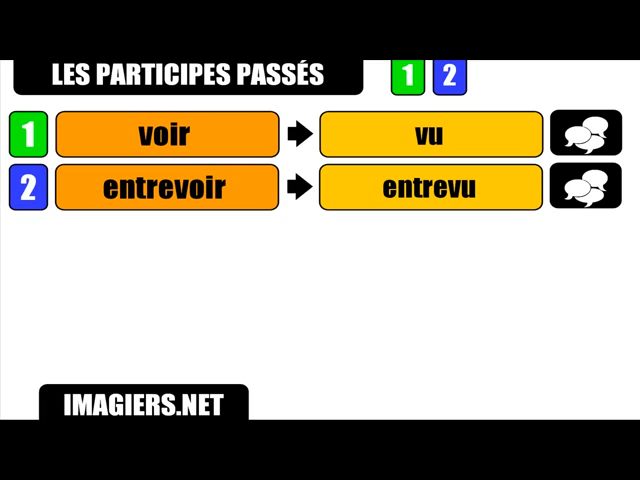 LES PARTICIPES PASSÉS 1 2
1 voir vu
2 entrevoir entrevu
IMAGIERS.NET